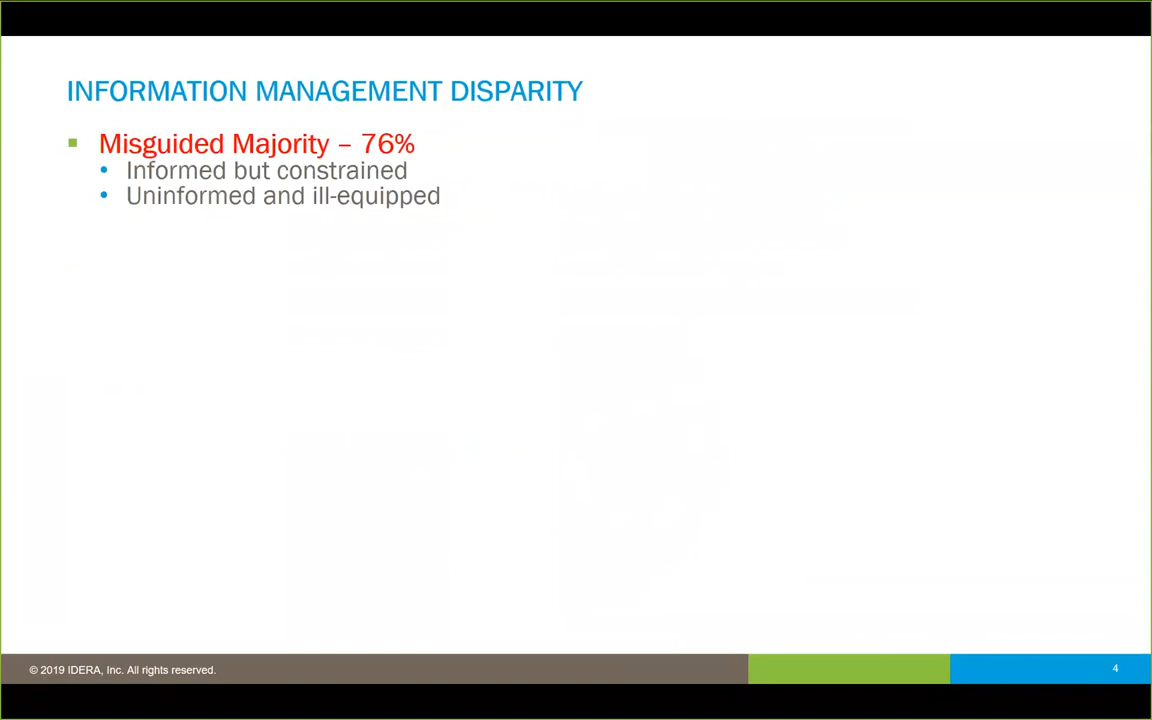 INFORMATION MANAGEMENT DISPARITY
▪ Misguided Majority – 76%
• Informed but constrained
• Uninformed and ill-equipped
© 2019 IDERA, Inc. All rights reserved.
4